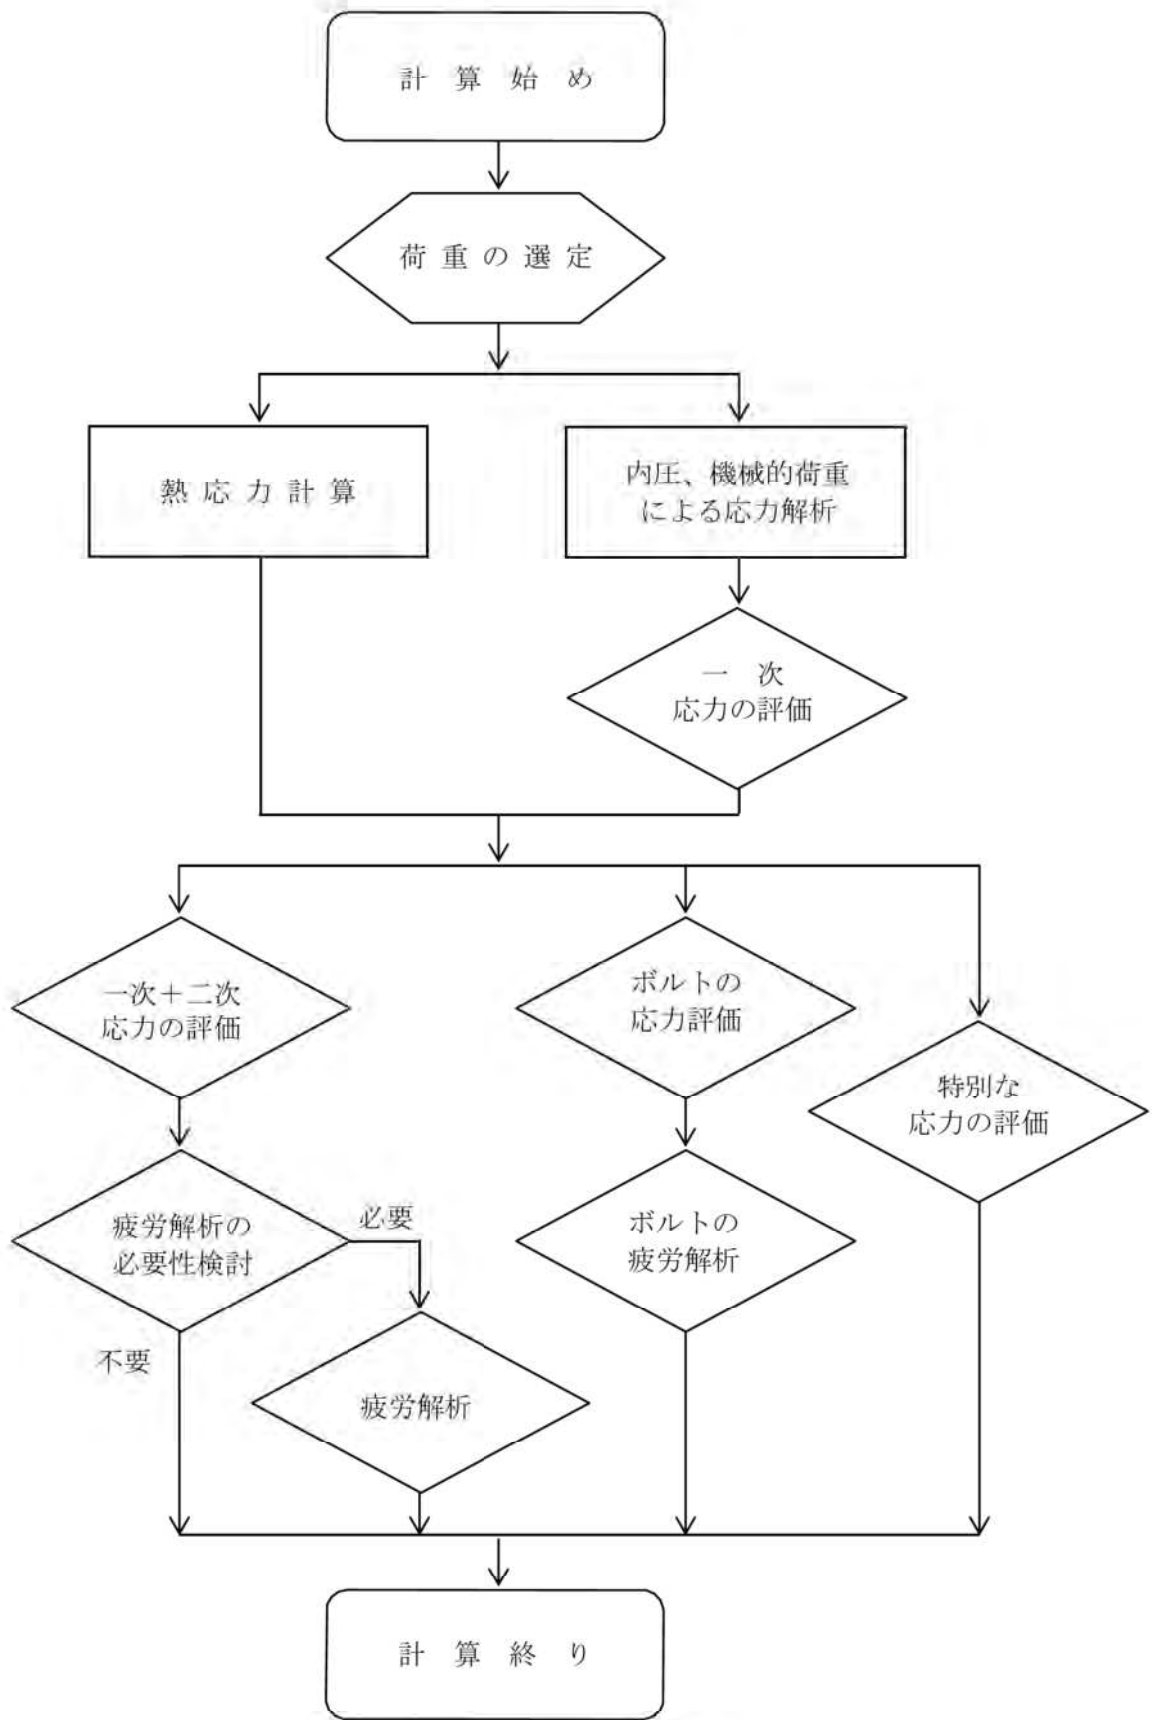 計算始め
荷重の選定
熱応力計算
内圧、機械的荷重
による応力解析
一次
応力の評価
一次＋二次
応力の評価
ボルトの
応力評価
特別な
応力の評価
疲労解析の
必要性検討
必要
ボルトの
疲労解析
不要
疲労解析
計算終り